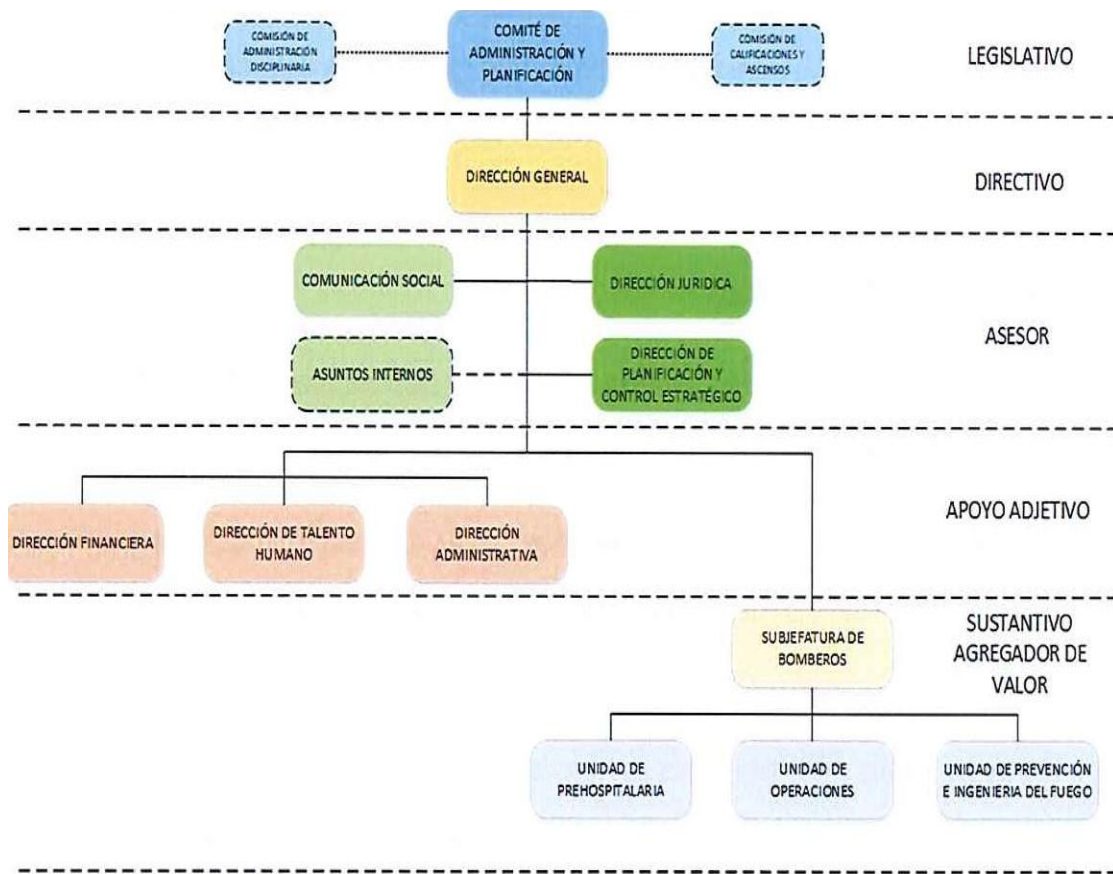 COMISIÓN DE
ADMINISTRACIÓN
DISCIPLINARIA
COMITÉ DE
ADMINISTRACIÓN Y
PLANIFICACIÓN
COMISIÓN DE
CALIFICACIONES Y
ASCENSOS
LEGISLATIVO
DIRECCIÓN GENERAL
DIRECTIVO
COMUNICACIÓN SOCIAL
DIRECCIÓN JURIDICA
ASUNTOS INTERNOS
DIRECCIÓN DE
PLANIFICACIÓN Y
CONTROL ESTRATÉGICO
ASESOR
DIRECCIÓN FINANCIERA
DIRECCIÓN DE TALENTO
HUMANO
DIRECCIÓN
ADMINISTRATIVA
APOYO ADJETIVO
SUBJEFATURA DE
BOMBEROS
SUSTANTIVO
AGREGADOR DE
VALOR
UNIDAD DE
PREHOSPITALARIA
UNIDAD DE
OPERACIONES
UNIDAD DE PREVENCIÓN
E INGENIERIA DEL FUEGO